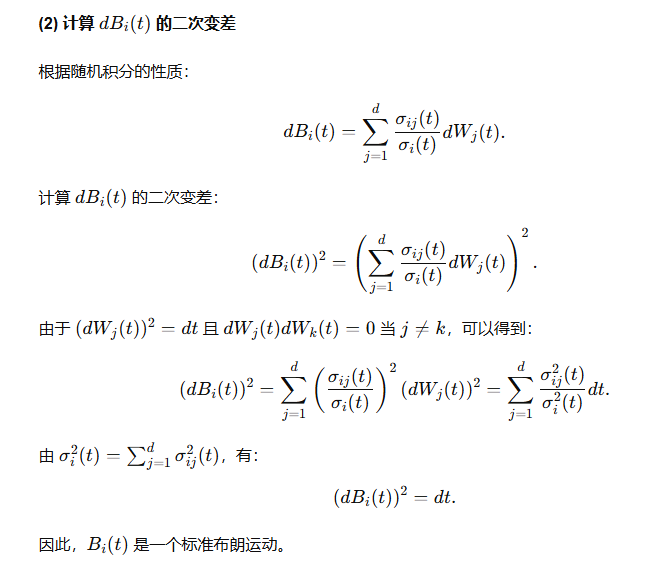 (2) 计算 $dB_i(t)$ 的二次变差
根据随机积分的性质：
$dB_i(t) = \sum_{j=1}^{d} \frac{\sigma_{ij}(t)}{\sigma_i(t)} dW_j(t).$
计算 $dB_i(t)$ 的二次变差：
$(dB_i(t))^2 = \left( \sum_{j=1}^{d} \frac{\sigma_{ij}(t)}{\sigma_i(t)} dW_j(t) \right)^2.$
由于 $(dW_j(t))^2 = dt$ 且 $dW_j(t)dW_k(t) = 0$ 当 $j \neq k$，可以得到：
$(dB_i(t))^2 = \sum_{j=1}^{d} \left( \frac{\sigma_{ij}(t)}{\sigma_i(t)} \right)^2 (dW_j(t))^2 = \sum_{j=1}^{d} \frac{\sigma_{ij}^2(t)}{\sigma_i^2(t)} dt.$
由 $\sigma_i^2(t) = \sum_{j=1}^{d} \sigma_{ij}^2(t)$，有：
$(dB_i(t))^2 = dt.$
因此，$B_i(t)$ 是一个标准布朗运动。